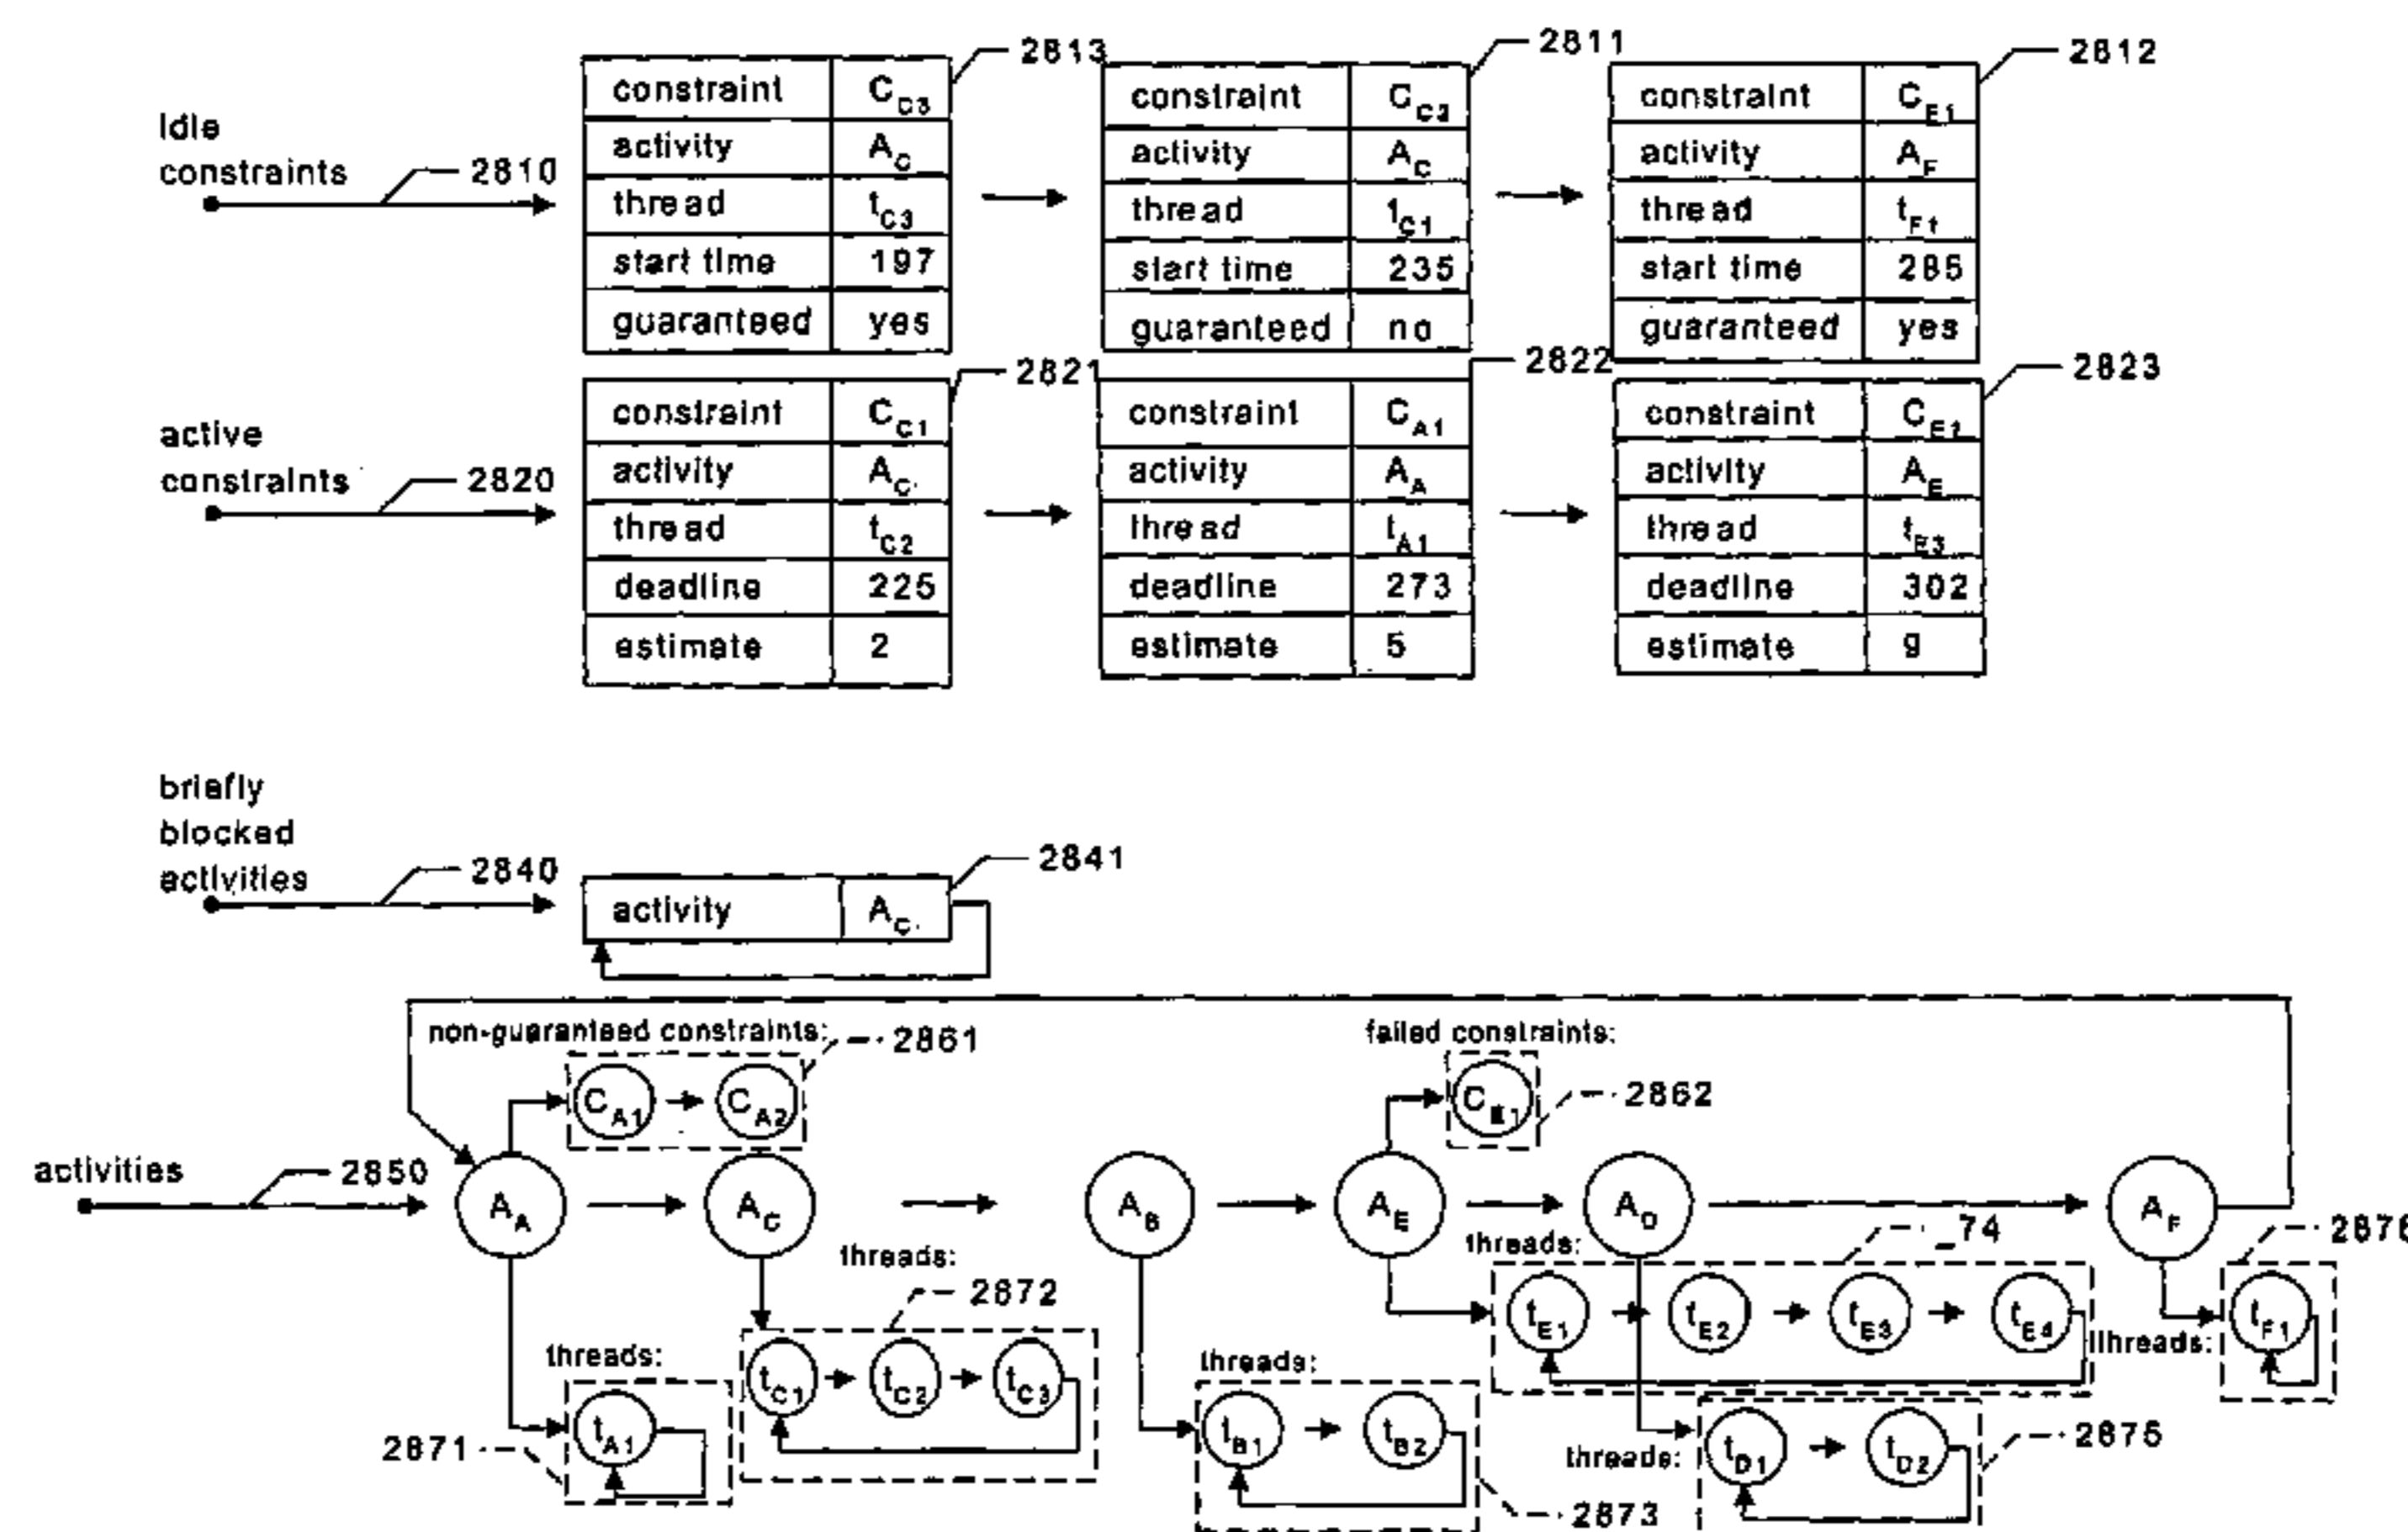 2813
2811
2812
idle
constraints
2810
constraint C_C3
activity A_C
thread t_C3
start time 197
guaranteed yes
constraint C_C2
activity A_C
thread t_C1
start time 235
guaranteed no
constraint C_E1
activity A_F
thread t_F1
start time 285
guaranteed yes
2821
2822
2823
active
constraints
2820
constraint C_C1
activity A_C
thread t_C2
deadline 225
estimate 2
constraint C_A1
activity A_A
thread t_A1
deadline 273
estimate 5
constraint C_E1
activity A_E
thread t_E3
deadline 302
estimate 9
briefly
blocked
activities
2840
activity A_C
2841
non-guaranteed constraints:
2861
C_A1 C_A2
failed constraints:
C_E1
2862
activities
2850
A_A A_C A_B A_E A_D A_F
threads:
2872
t_C1 t_C2 t_C3
threads:
_74
t_E1 t_E2 t_E3 t_E4
2876
threads:
t_F1
threads:
2871
t_A1
threads:
t_B1 t_B2
2873
threads:
t_D1 t_D2
2875